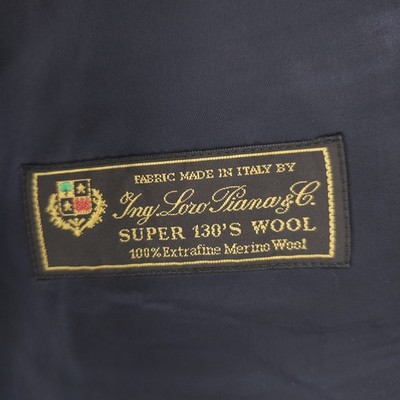 FABRIC MADE IN ITALY BY
Ing. Loro Piana & C.
SUPER 130'S WOOL
100% Extrafine Merino Wool